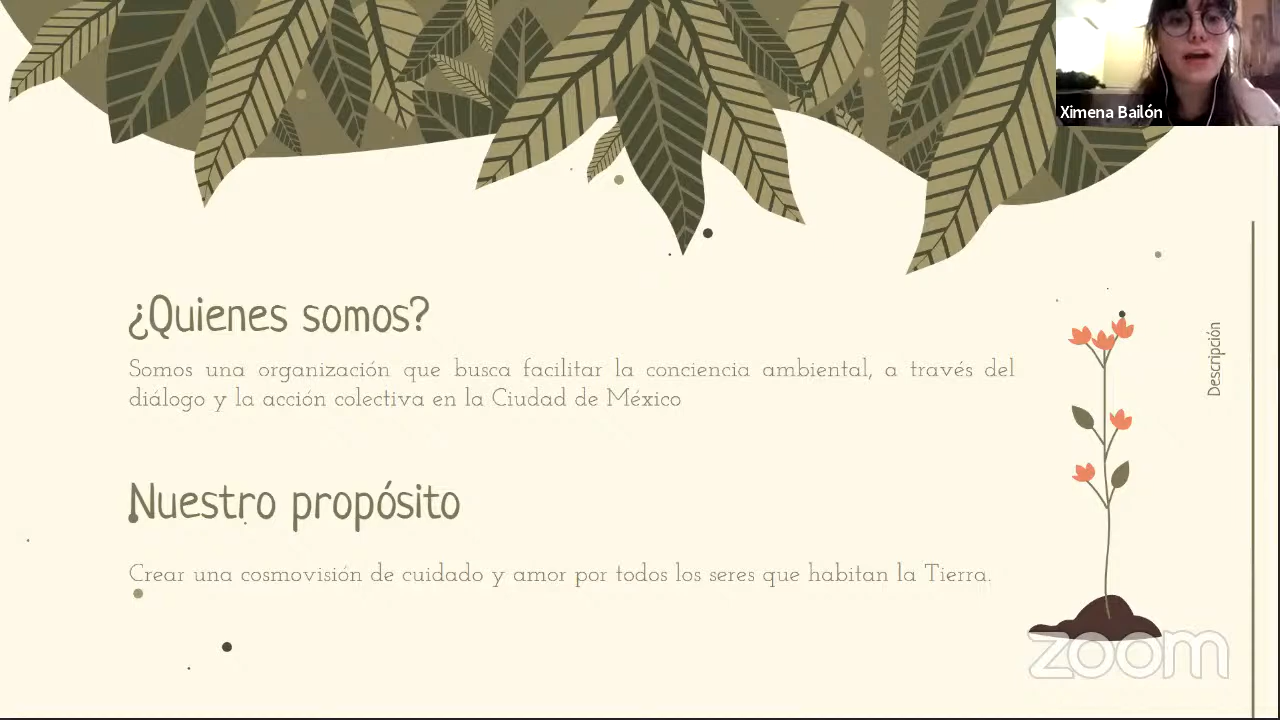 Ximena Bailón
¿Quienes somos?
Somos una organización que busca facilitar la conciencia ambiental, a través del
diálogo y la acción colectiva en la Ciudad de México
Nuestro propósito
Crear una cosmovisión de cuidado y amor por todos los seres que habitan la Tierra.
Descripción
zoom